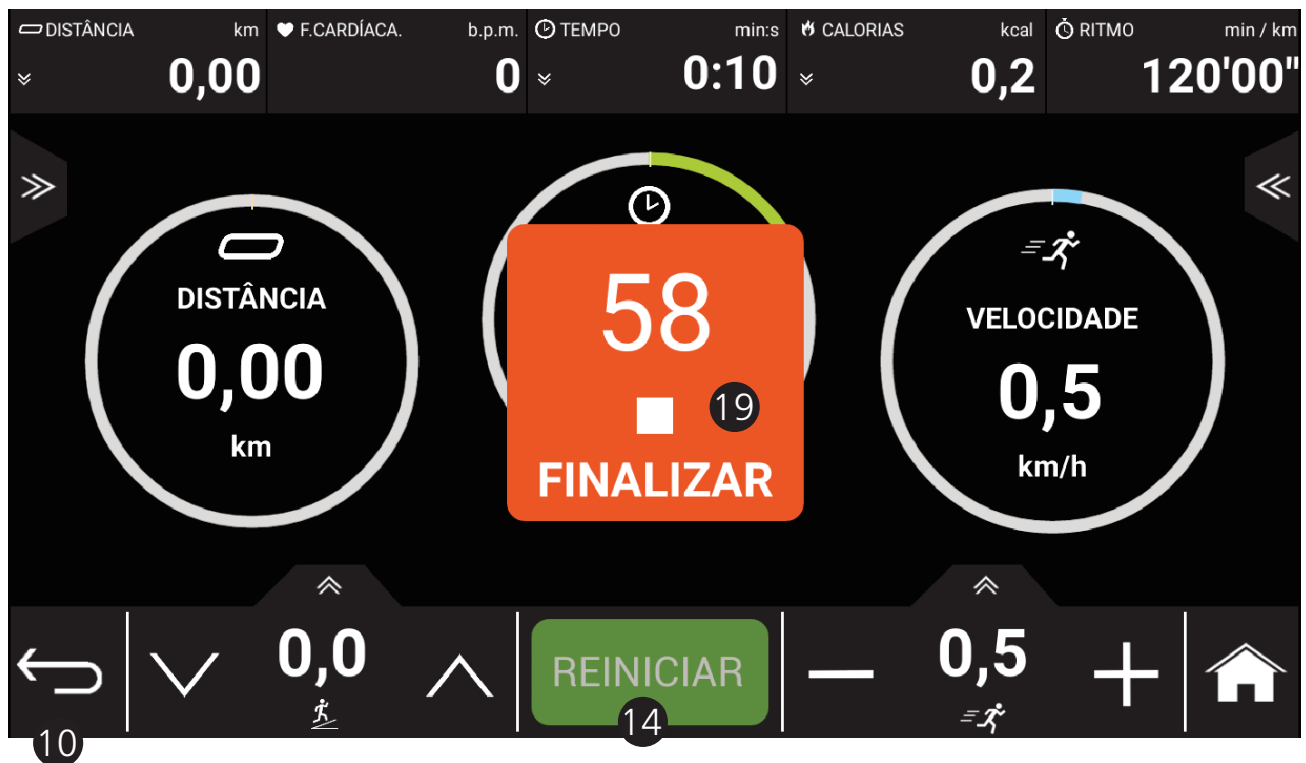 DISTÂNCIA km
0,00
F.CARDÍACA. b.p.m.
0
TEMPO min:s
0:10
CALORIAS kcal
0,2
RITMO min / km
120'00"
DISTÂNCIA
0,00
km
58
19
FINALIZAR
VELOCIDADE
0,5
km/h
0,0
REINICIAR
0,5
10
14